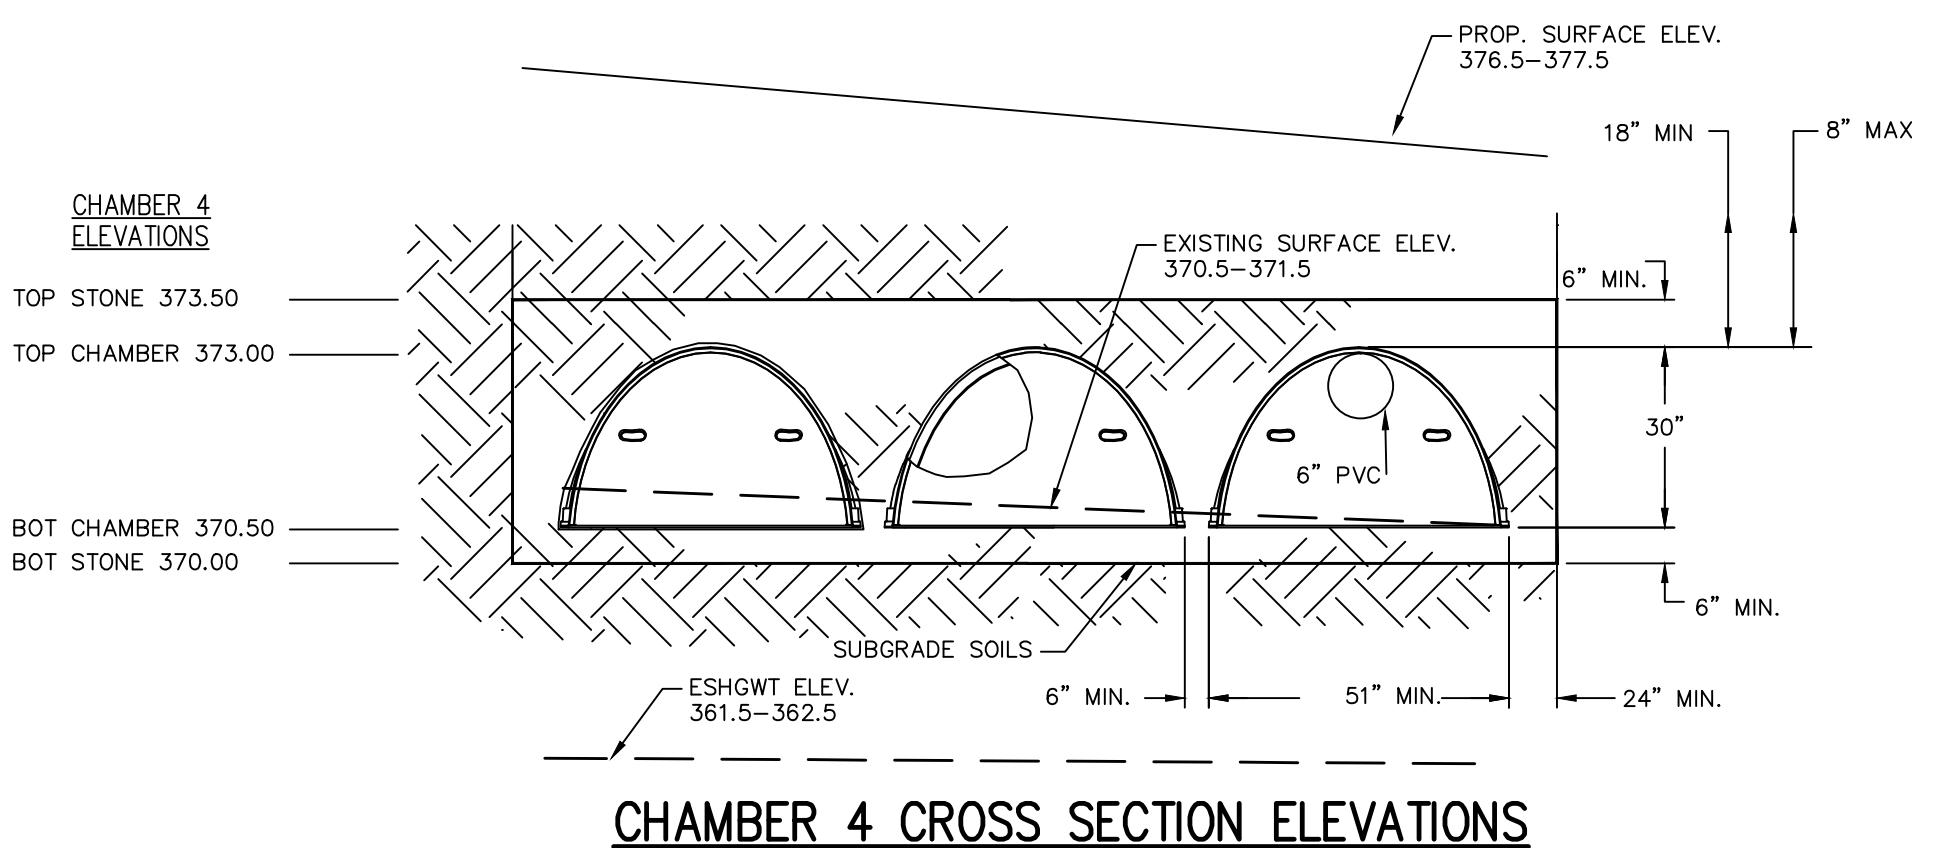 PROP. SURFACE ELEV.
376.5-377.5
18" MIN
8" MAX
CHAMBER 4
ELEVATIONS
EXISTING SURFACE ELEV.
370.5-371.5
6" MIN.
TOP STONE 373.50
TOP CHAMBER 373.00
30"
6" PVC
BOT CHAMBER 370.50
BOT STONE 370.00
6" MIN.
SUBGRADE SOILS
ESHGWT ELEV.
361.5-362.5
6" MIN.
51" MIN.
24" MIN.
CHAMBER 4 CROSS SECTION ELEVATIONS